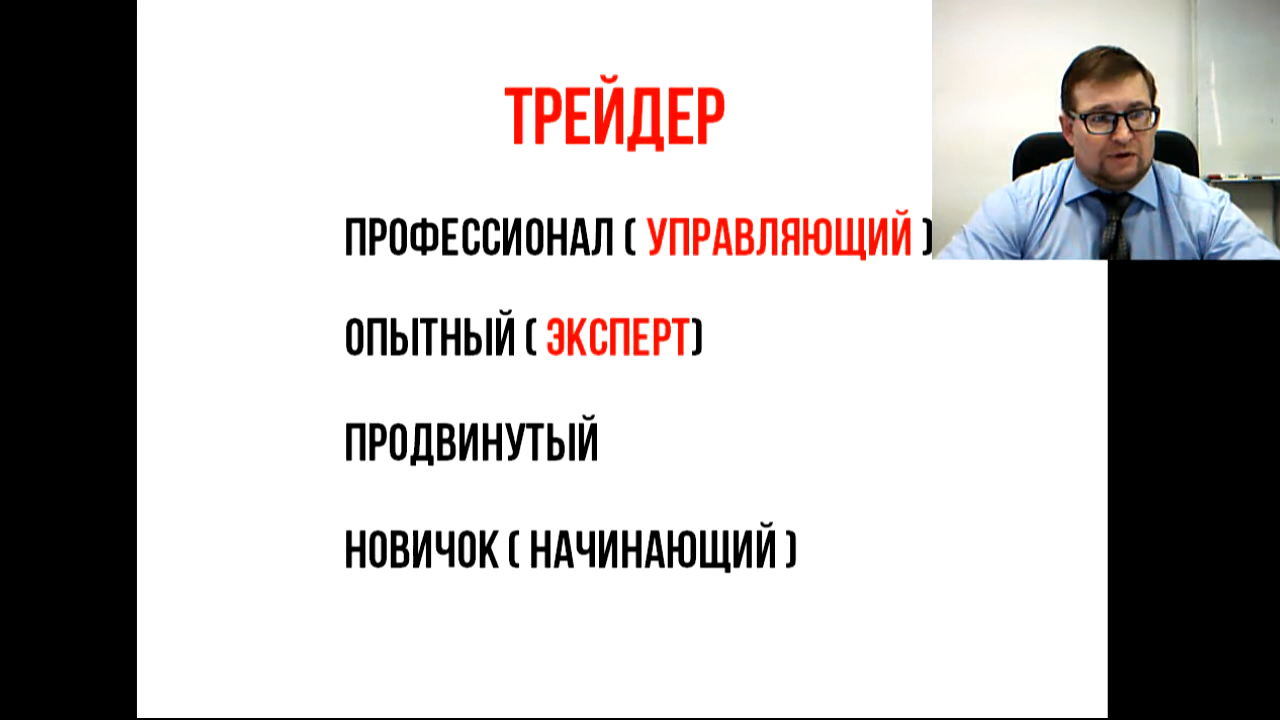 ТРЕЙДЕР
ПРОФЕССИОНАЛ ( УПРАВЛЯЮЩИЙ )
ОПЫТНЫЙ ( ЭКСПЕРТ)
ПРОДВИНУТЫЙ
НОВИЧОК ( НАЧИНАЮЩИЙ )